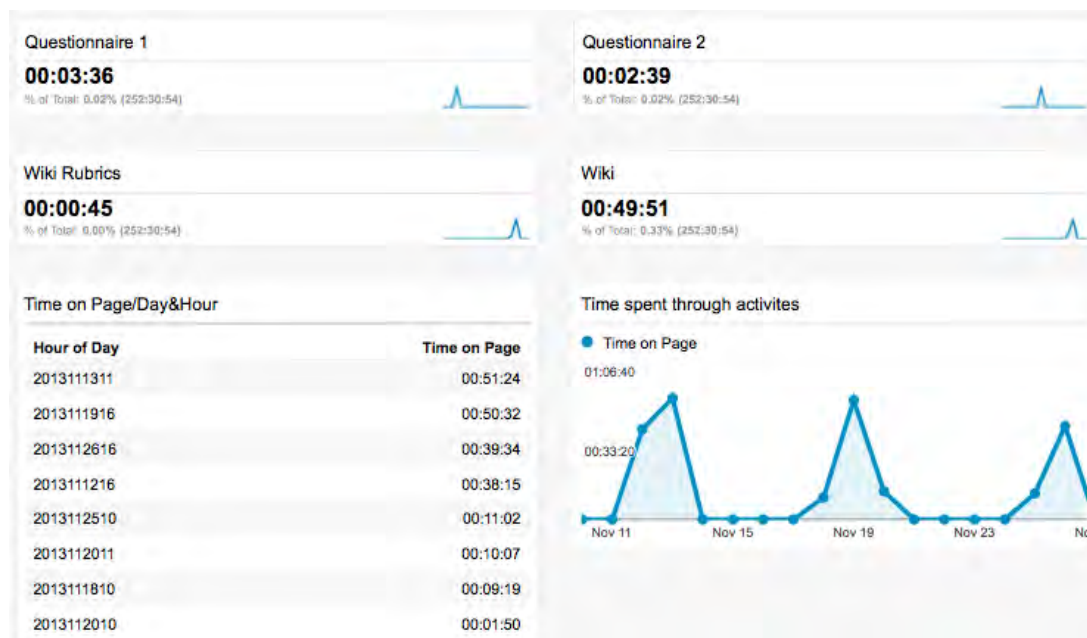 Questionnaire 1
00:03:36
% of Total: 0.02% (252:30:54)
Questionnaire 2
00:02:39
% of Total: 0.02% (252:30:54)
Wiki Rubrics
00:00:45
% of Total: 0.00% (252:30:54)
Wiki
00:49:51
% of Total: 0.33% (252:30:54)
Time on Page/Day&Hour
Hour of Day Time on Page
2013111311 00:51:24
2013111916 00:50:32
2013112616 00:39:34
2013111216 00:38:15
2013112510 00:11:02
2013112011 00:10:07
2013111810 00:09:19
2013112010 00:01:50
Time spent through activites
Time on Page
01:06:40
00:33:20
Nov 11 Nov 15 Nov 19 Nov 23